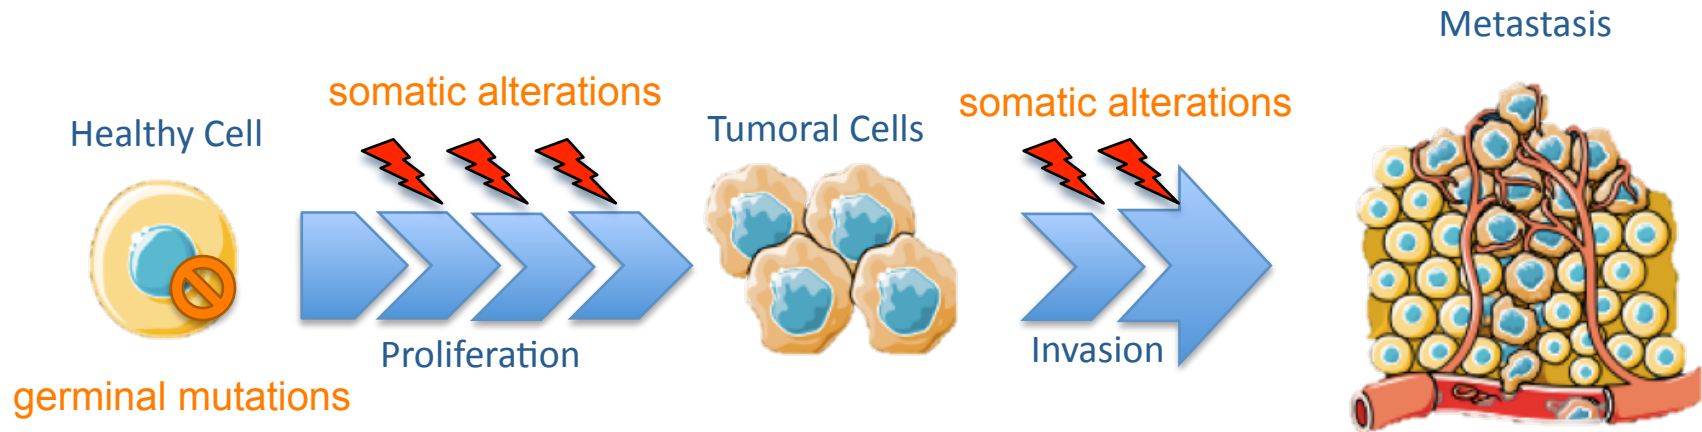 Metastasis
somatic alterations
somatic alterations
Healthy Cell
Tumoral Cells
Proliferation
Invasion
germinal mutations